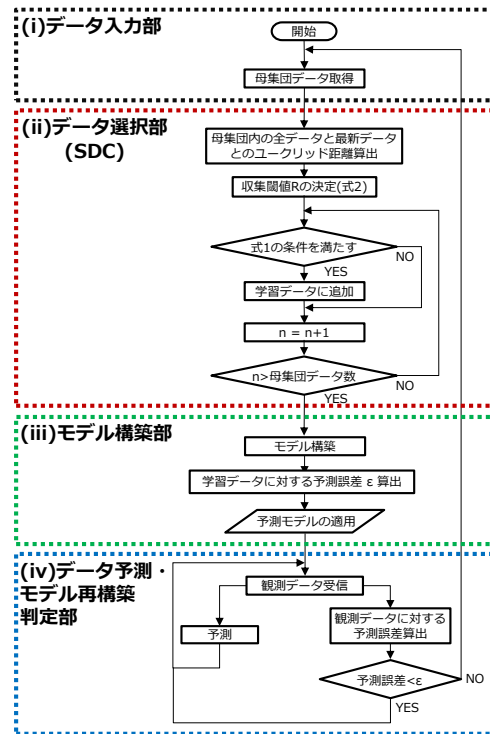 (i)データ入力部
開始
母集団データ取得
(ii)データ選択部
(SDC)
母集団内の全データと最新データ
とのユークリッド距離算出
収集閾値Rの決定(式2)
式1の条件を満たす
NO
YES
学習データに追加
n = n+1
n>母集団データ数
NO
YES
(iii)モデル構築部
モデル構築
学習データに対する予測誤差 ε 算出
予測モデルの適用
(iv)データ予測・
モデル再構築
判定部
観測データ受信
予測
観測データに対する
予測誤差算出
予測誤差<ε
NO
YES